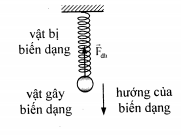 vật bị
biến dạng
F đh
vật gây
biến dạng
hướng của
biến dạng